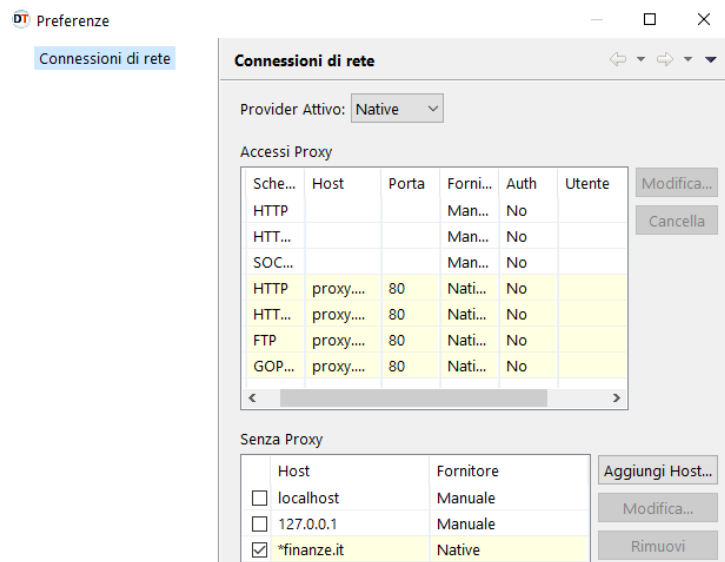 DT Preferenze
Connessioni di rete
Connessioni di rete
Provider Attivo: Native
Accessi Proxy
Sche... Host Porta Forni... Auth Utente
HTTP Man... No
HTT... Man... No
SOC... Man... No
HTTP proxy.... 80 Nati... No
HTT... proxy.... 80 Nati... No
FTP proxy.... 80 Nati... No
GOP... proxy.... 80 Nati... No
Modifica...
Cancella
Senza Proxy
Host Fornitore
localhost Manuale
127.0.0.1 Manuale
*finanze.it Native
Aggiungi Host...
Modifica...
Rimuovi